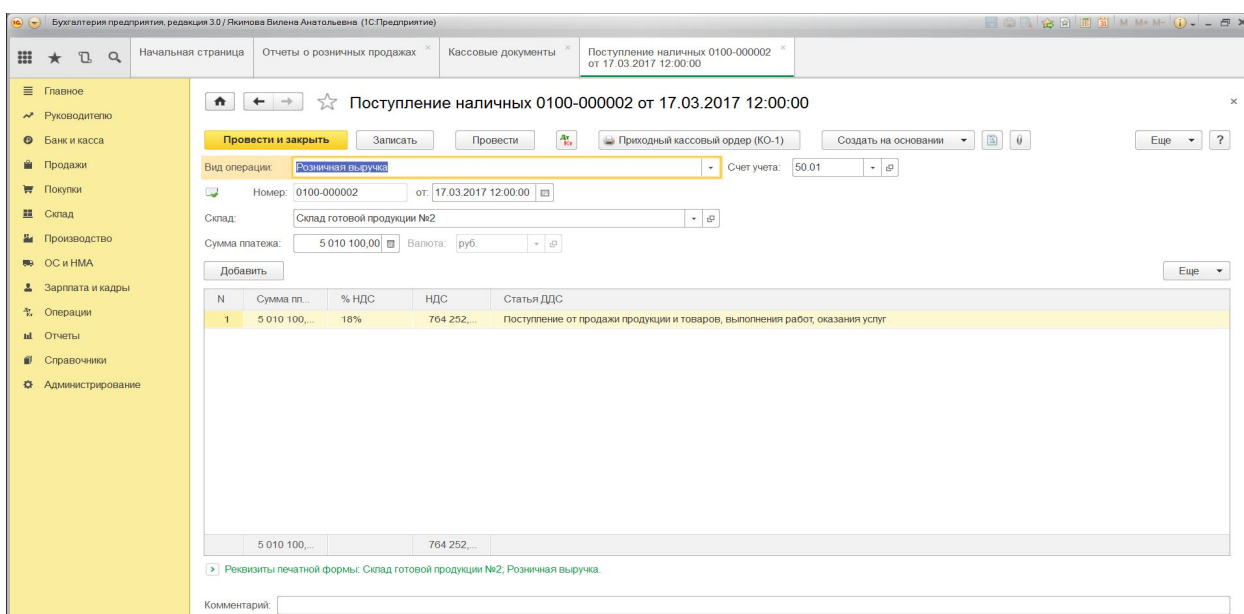 Бухгалтерия предприятия, редакция 3.0 / Якимова Вилена Анатольевна (1С:Предприятие)
M M+ M-
Начальная страница
Отчеты о розничных продажах
Кассовые документы
Поступление наличных 0100-000002
от 17.03.2017 12:00:00
Главное
Руководителю
Банк и касса
Продажи
Покупки
Склад
Производство
ОС и НМА
Зарплата и кадры
Операции
Отчеты
Справочники
Администрирование
Поступление наличных 0100-000002 от 17.03.2017 12:00:00
Провести и закрыть Записать Провести Дт Кт Приходный кассовый ордер (КО-1) Создать на основании Еще ?
Вид операции: Розничная выручка Счет учета: 50.01
Номер: 0100-000002 от: 17.03.2017 12:00:00
Склад: Склад готовой продукции №2
Сумма платежа: 5 010 100,00 Валюта: руб.
Добавить Еще
N Сумма пл... % НДС НДС Статья ДДС
1 5 010 100,... 18% 764 252,... Поступление от продажи продукции и товаров, выполнения работ, оказания услуг
5 010 100,... 764 252,...
Реквизиты печатной формы: Склад готовой продукции №2; Розничная выручка.
Комментарий: